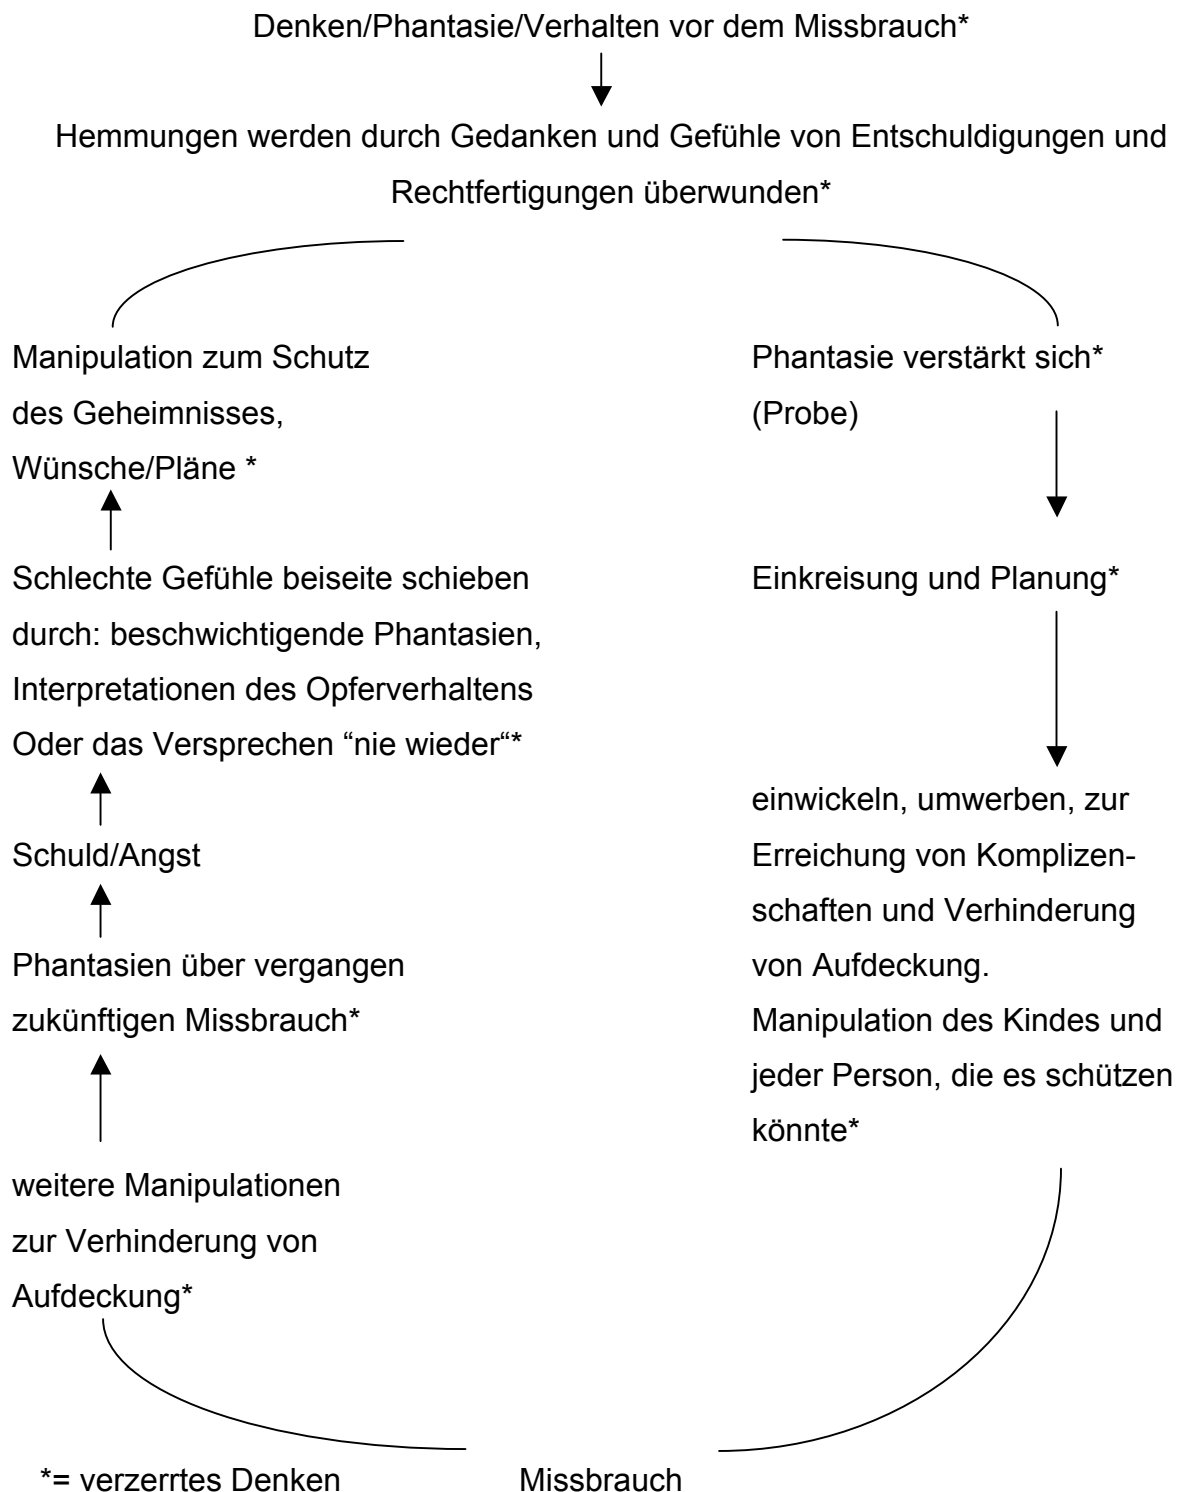 Denken/Phantasie/Verhalten vor dem Missbrauch*
Hemmungen werden durch Gedanken und Gefühle von Entschuldigungen und
Rechtfertigungen überwunden*
Manipulation zum Schutz
des Geheimnisses,
Wünsche/Pläne *
Schlechte Gefühle beiseite schieben
durch: beschwichtigende Phantasien,
Interpretationen des Opferverhaltens
Oder das Versprechen “nie wieder“*
Schuld/Angst
Phantasien über vergangen
zukünftigen Missbrauch*
weitere Manipulationen
zur Verhinderung von
Aufdeckung*
Phantasie verstärkt sich*
(Probe)
Einkreisung und Planung*
einwickeln, umwerben, zur
Erreichung von Komplizen-
schaften und Verhinderung
von Aufdeckung.
Manipulation des Kindes und
jeder Person, die es schützen
könnte*
*= verzerrtes Denken
Missbrauch